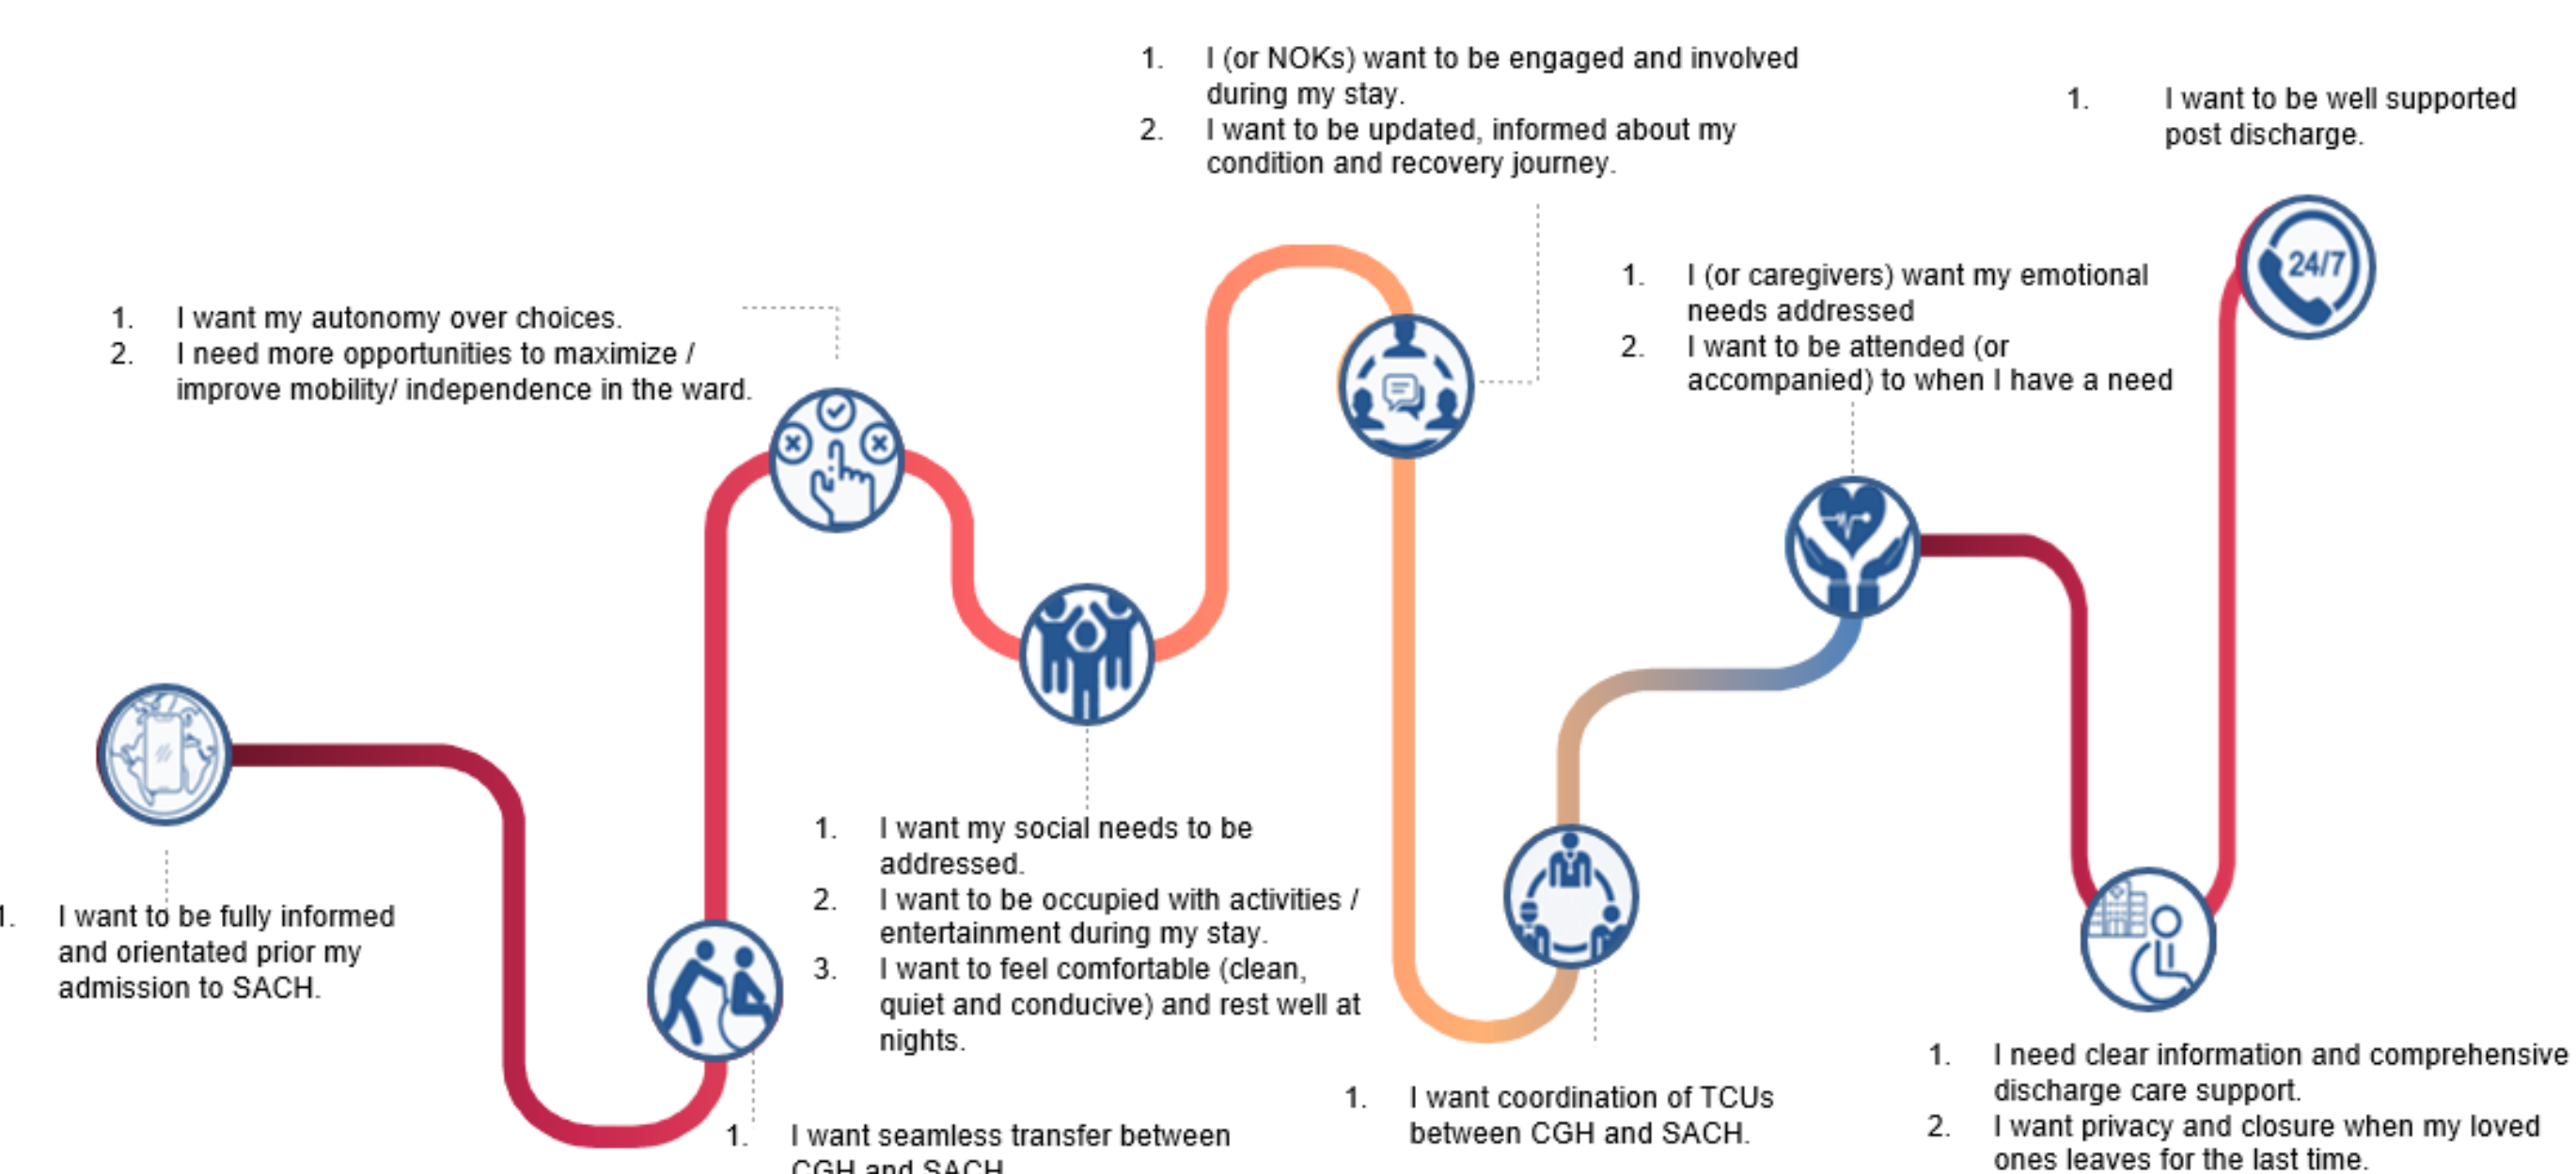 1. I (or NOKs) want to be engaged and involved
during my stay.
2. I want to be updated, informed about my
condition and recovery journey.
1. I want to be well supported
post discharge.
24/7
1. I (or caregivers) want my emotional
needs addressed
2. I want to be attended (or
accompanied) to when I have a need
1. I want my autonomy over choices.
2. I need more opportunities to maximize /
improve mobility/ independence in the ward.
1. I want to be fully informed
and orientated prior my
admission to SACH.
1. I want my social needs to be
addressed.
2. I want to be occupied with activities /
entertainment during my stay.
3. I want to feel comfortable (clean,
quiet and conducive) and rest well at
nights.
1. I want seamless transfer between
CGH and SACH
1. I want coordination of TCUs
between CGH and SACH.
1. I need clear information and comprehensive
discharge care support.
2. I want privacy and closure when my loved
ones leaves for the last time.